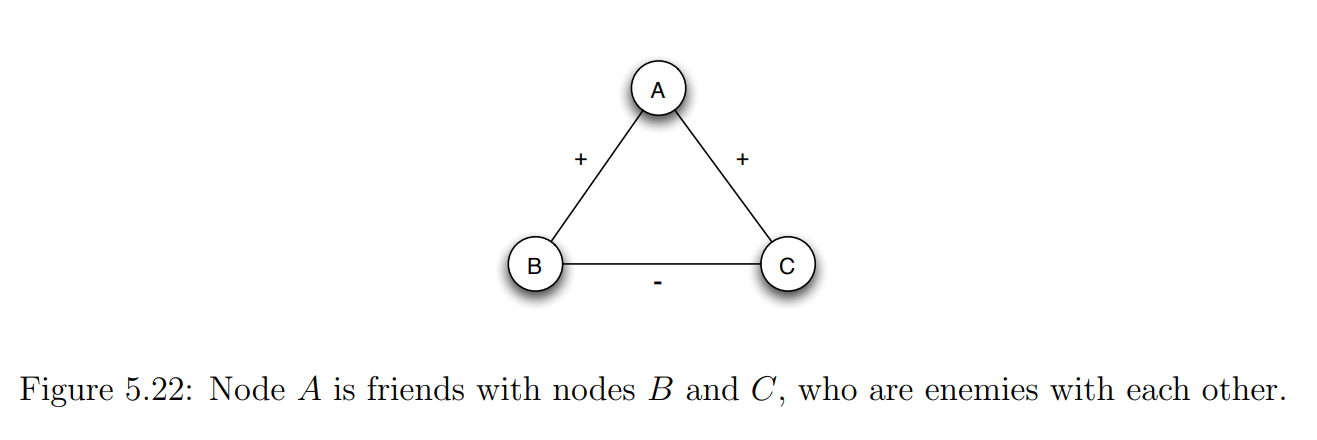 A
+ +
B C
-
Figure 5.22: Node A is friends with nodes B and C, who are enemies with each other.